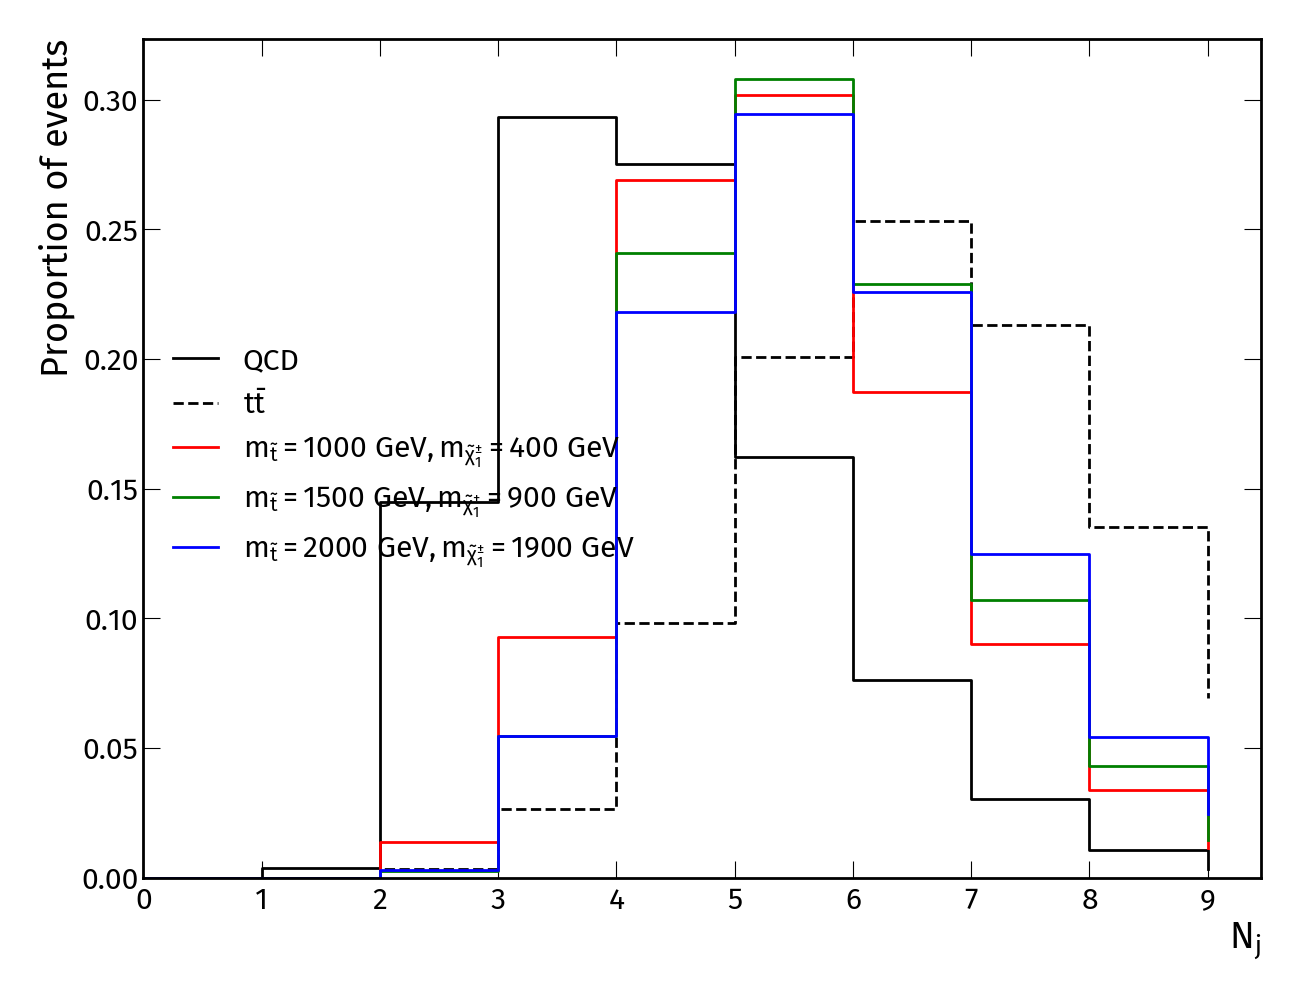 Proportion of events
0.30
0.25
0.20
0.15
0.10
0.05
0.00
QCD
tt̄
m_t̃ = 1000 GeV, m_χ̃₁± = 400 GeV
m_t̃ = 1500 GeV, m_χ̃₁± = 900 GeV
m_t̃ = 2000 GeV, m_χ̃₁± = 1900 GeV
0 1 2 3 4 5 6 7 8 9
N_j